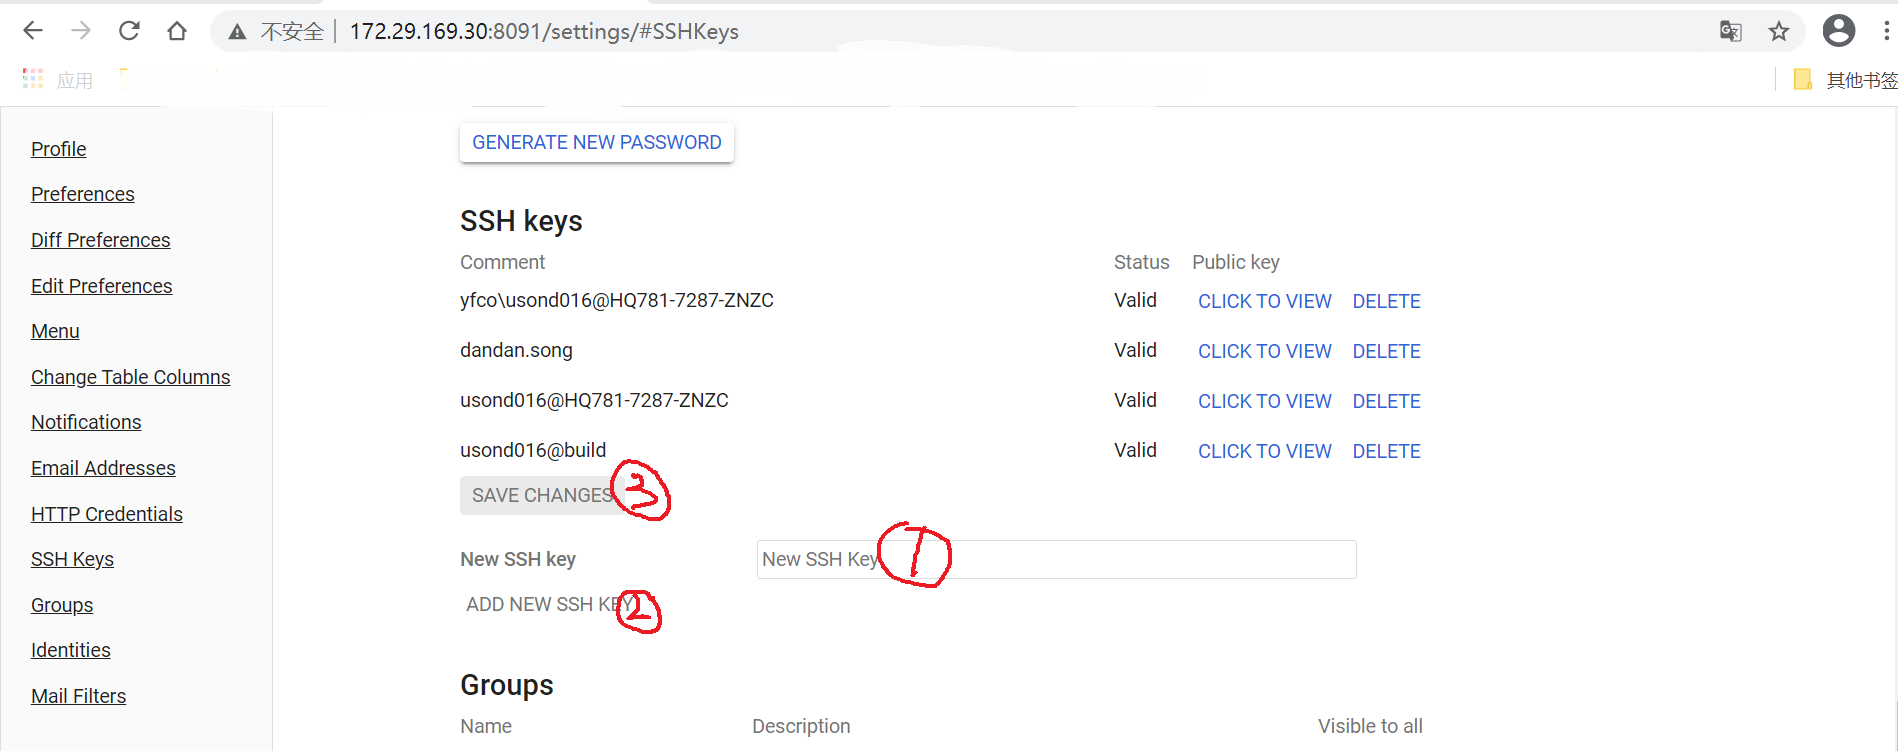 不安全 172.29.169.30:8091/settings/#SSHKeys
应用 其他书签
Profile
Preferences
Diff Preferences
Edit Preferences
Menu
Change Table Columns
Notifications
Email Addresses
HTTP Credentials
SSH Keys
Groups
Identities
Mail Filters
GENERATE NEW PASSWORD
SSH keys
Comment Status Public key
yfco\usond016@HQ781-7287-ZNZC Valid CLICK TO VIEW DELETE
dandan.song Valid CLICK TO VIEW DELETE
usond016@HQ781-7287-ZNZC Valid CLICK TO VIEW DELETE
usond016@build Valid CLICK TO VIEW DELETE
SAVE CHANGES 3
New SSH key New SSH Key 1
ADD NEW SSH KEY 2
Groups
Name Description Visible to all